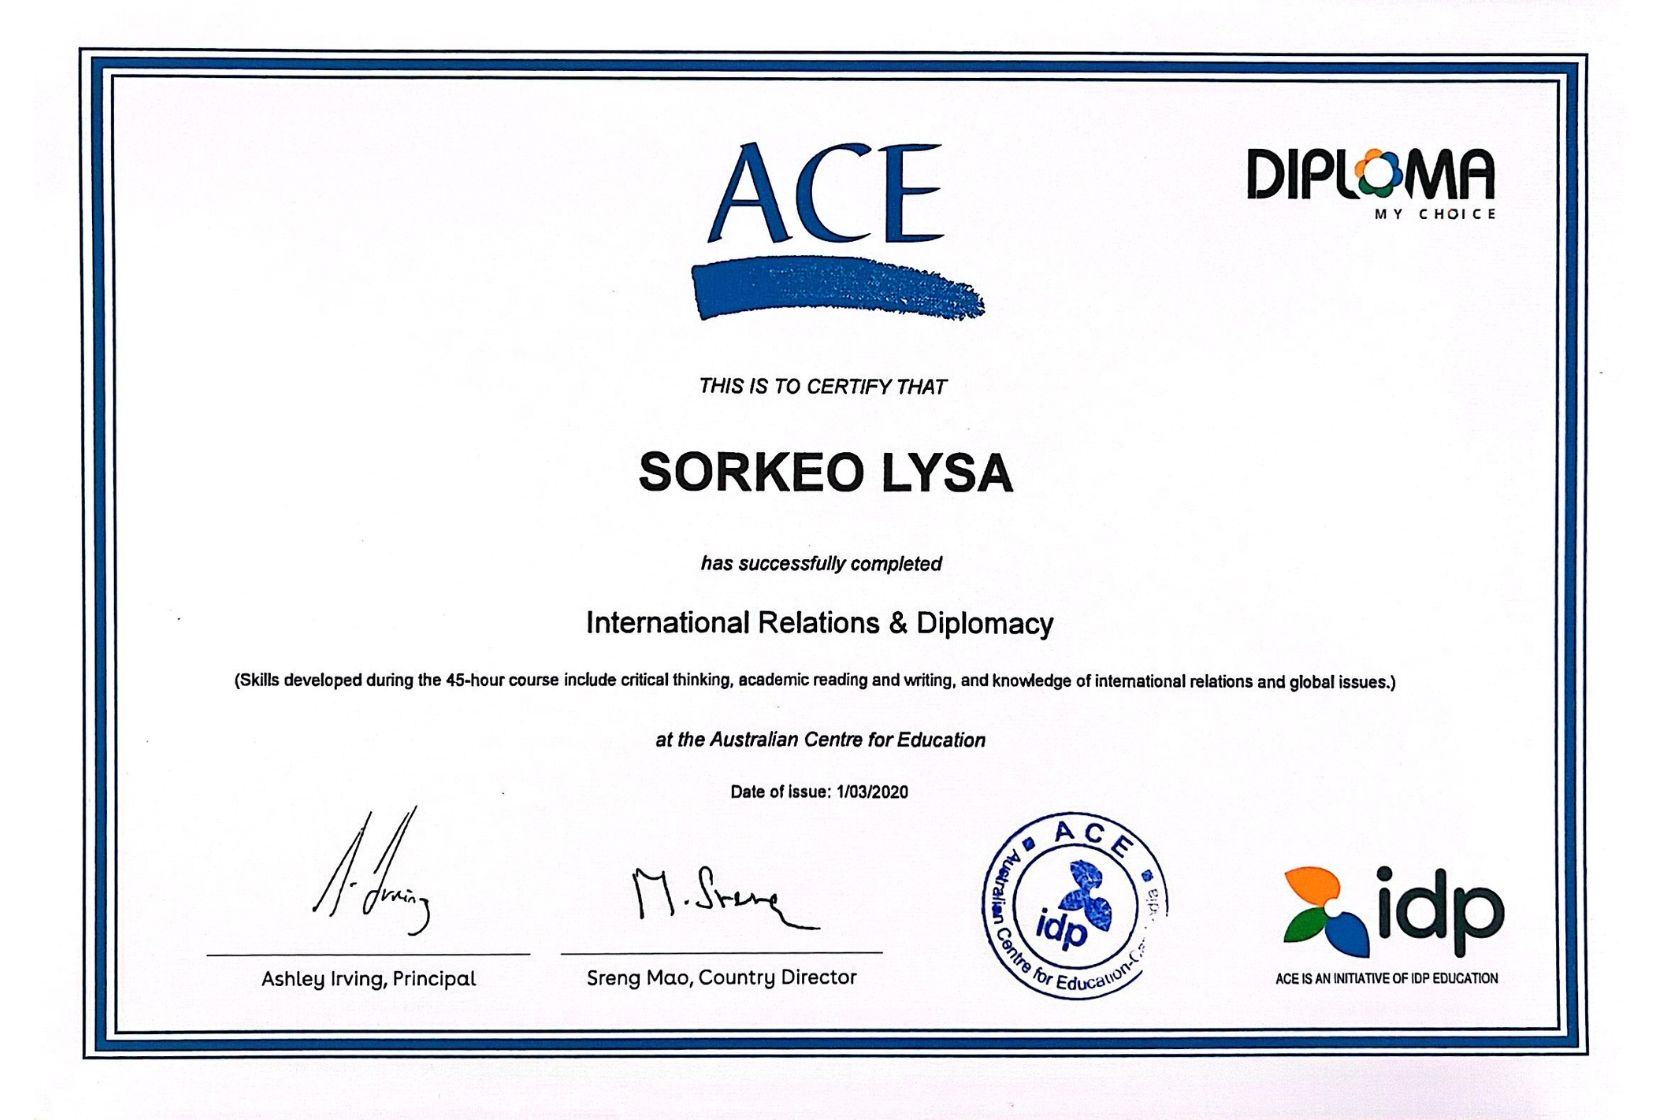 ACE
DIPLOMA
MY CHOICE
THIS IS TO CERTIFY THAT
SORKEO LYSA
has successfully completed
International Relations & Diplomacy
(Skills developed during the 45-hour course include critical thinking, academic reading and writing, and knowledge of international relations and global issues.)
at the Australian Centre for Education
Date of issue: 1/03/2020
A. Irving
M. Sreng
Ashley Irving, Principal
Sreng Mao, Country Director
ACE
Australian Centre for Education
idp
idp
ACE IS AN INITIATIVE OF IDP EDUCATION